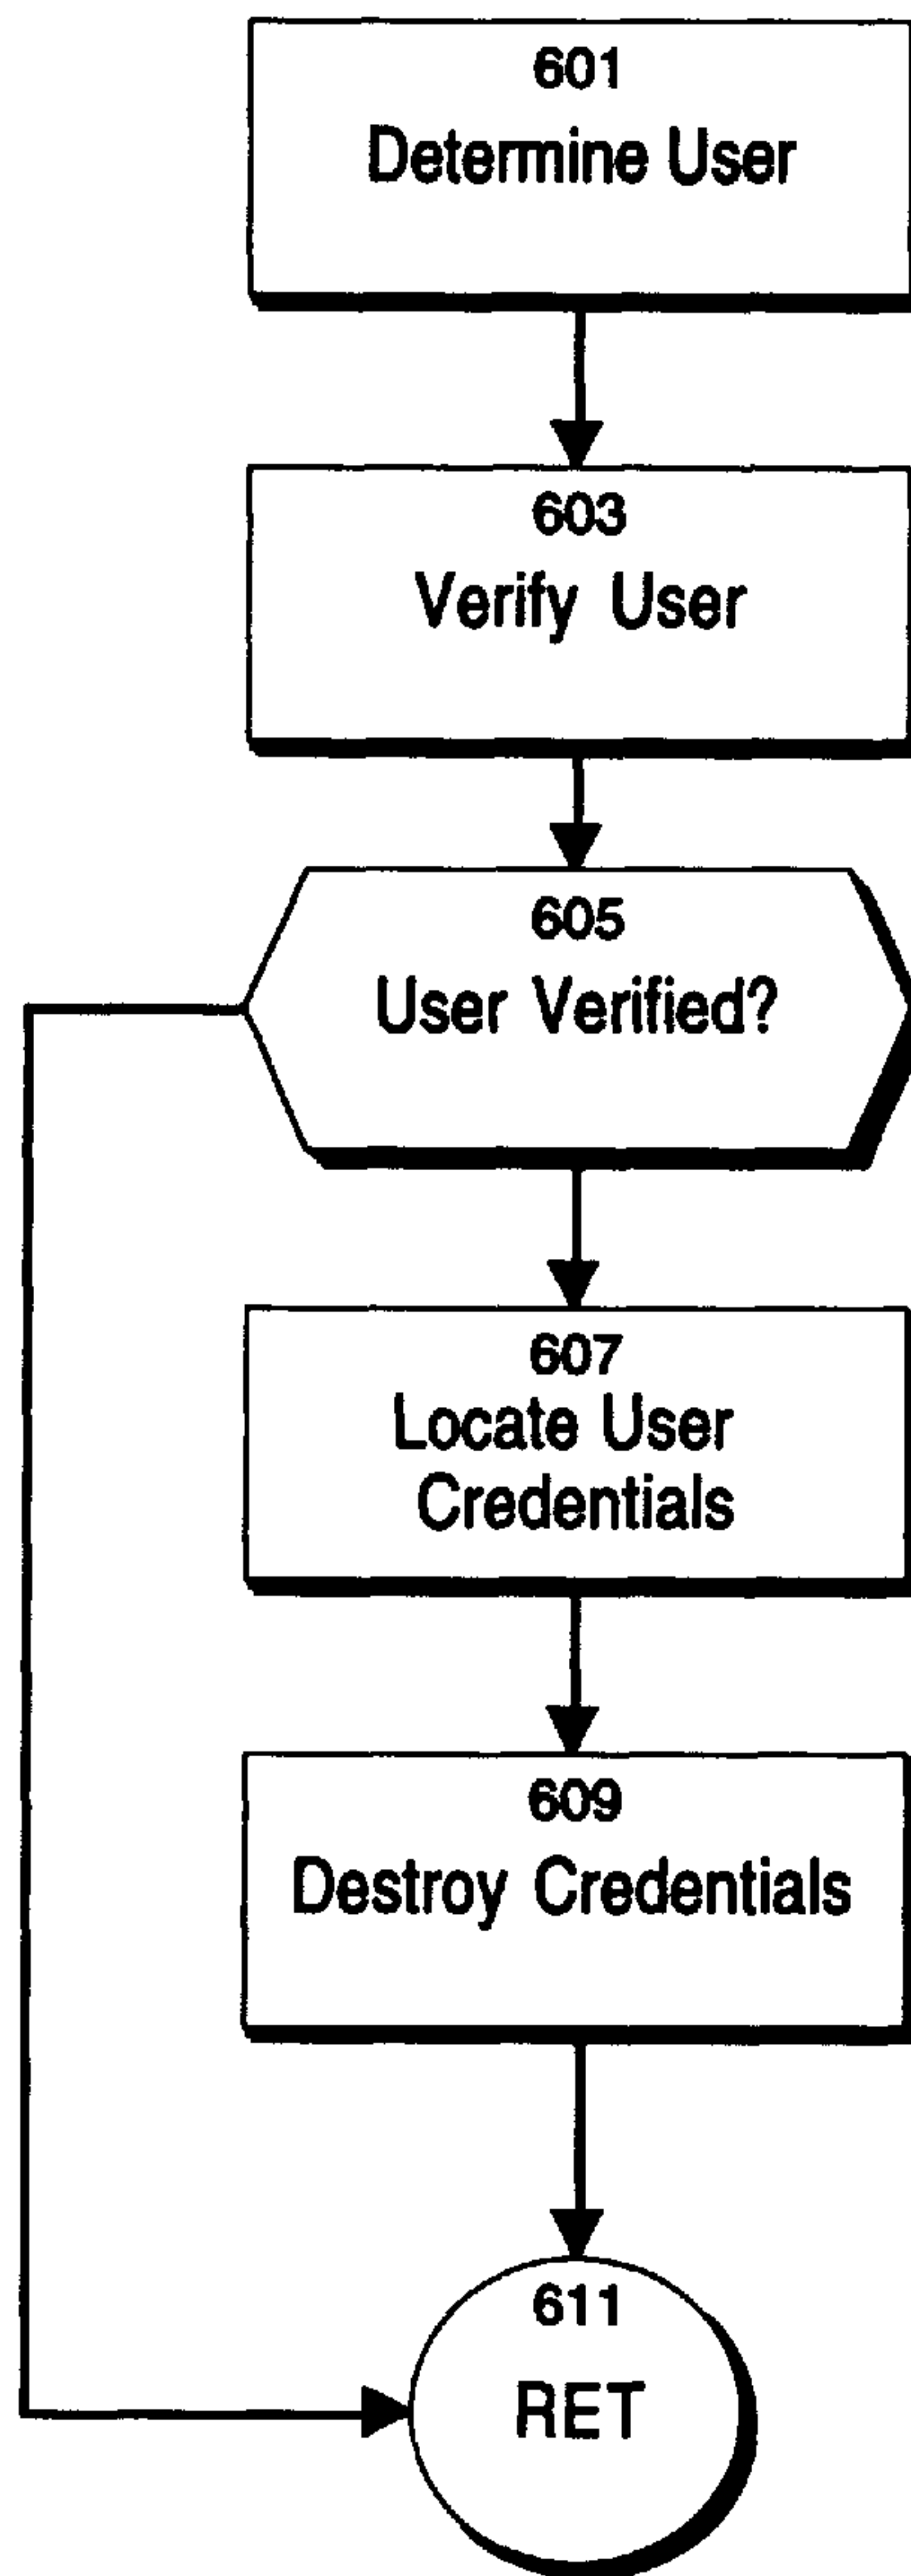 601
Determine User
603
Verify User
605
User Verified?
607
Locate User
Credentials
609
Destroy Credentials
611
RET